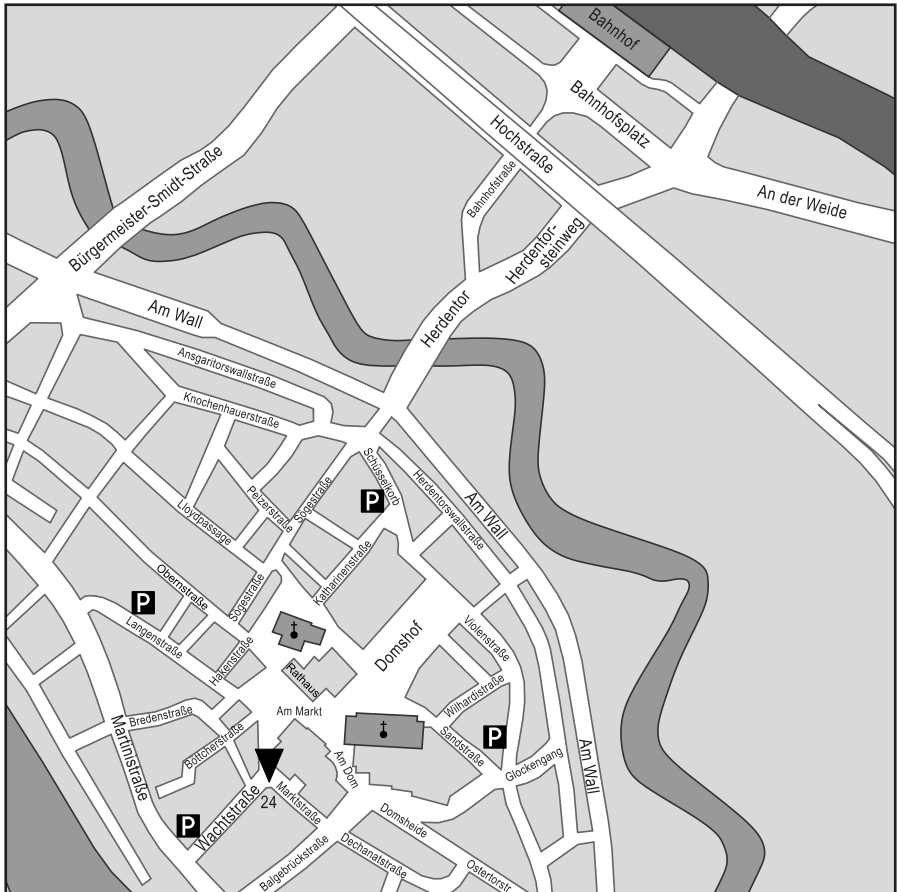 Bahnhof
Bahnhofsplatz
Hochstraße
An der Weide
Bahnhofstraße
Bürgermeister-Smidt-Straße
Herdentor-
steinweg
Herdentor
Am Wall
Ansgaritorswallstraße
Knochenhauerstraße
Schüsselkorb
P
Herdentorswallstraße
Am Wall
Pelzerstraße
Sögestraße
Lloydpassage
Katharinenstraße
Obernstraße
Sögestraße
P
Langenstraße
Hakenstraße
Domshof
Violenstraße
Rathaus
Wilhardistraße
Am Markt
Bredenstraße
Martinistraße
Böttcherstraße
Sandstraße
P
Glockengang
Am Wall
Am Dom
24
Marktstraße
Wachtstraße
P
Domsheide
Dechanatstraße
Balgebrückstraße
Ostertorstr.